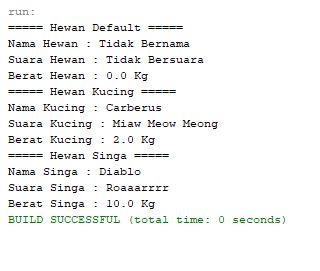 run:
===== Hewan Default =====
Nama Hewan : Tidak Bernama
Suara Hewan : Tidak Bersuara
Berat Hewan : 0.0 Kg
===== Hewan Kucing =====
Nama Kucing : Carberus
Suara Kucing : Miaw Meow Meong
Berat Kucing : 2.0 Kg
===== Hewan Singa =====
Nama Singa : Diablo
Suara Singa : Roaaarrrr
Berat Singa : 10.0 Kg
BUILD SUCCESSFUL (total time: 0 seconds)